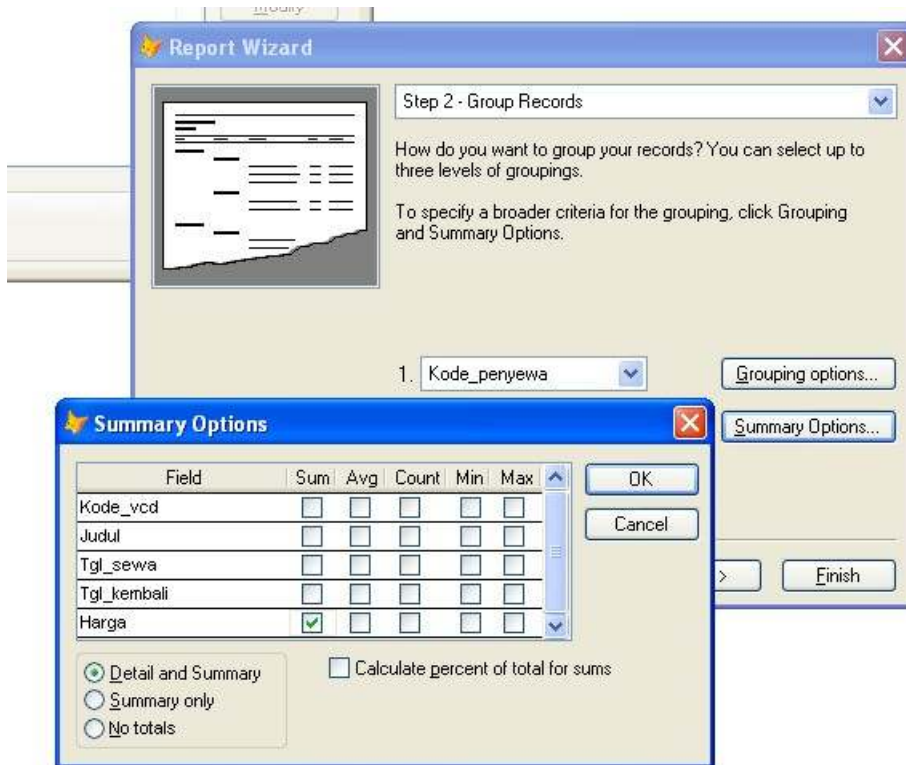 Modify
Report Wizard
Step 2 - Group Records
How do you want to group your records? You can select up to
three levels of groupings.
To specify a broader criteria for the grouping, click Grouping
and Summary Options.
1. Kode_penyewa
Grouping options...
Summary Options...
>
Finish
Summary Options
Field Sum Avg Count Min Max
Kode_vcd
Judul
Tgl_sewa
Tgl_kembali
Harga
OK
Cancel
Detail and Summary
Summary only
No totals
Calculate percent of total for sums